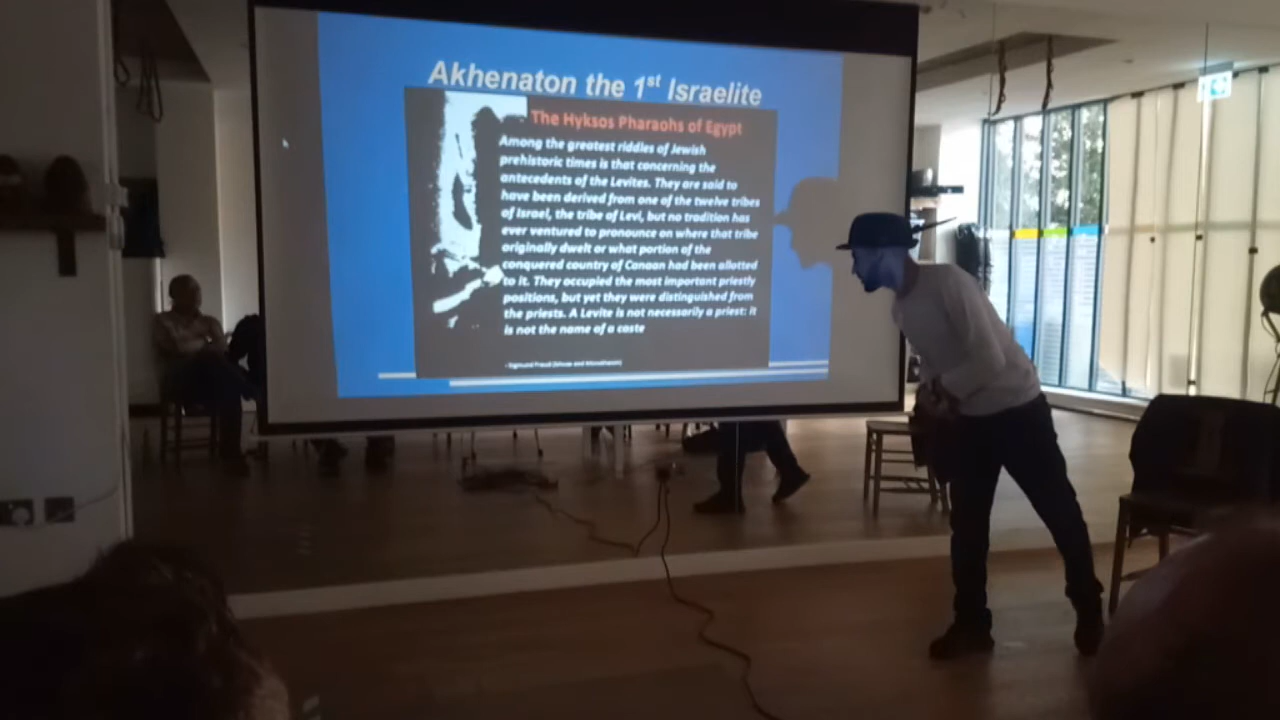 Akhenaton the 1st Israelite
The Hyksos Pharaohs of Egypt
Among the greatest riddles of Jewish
prehistoric times is that concerning the
antecedents of the Levites. They are said to
have been derived from one of the twelve tribes
of Israel, the tribe of Levi, but no tradition has
ever ventured to pronounce on where that tribe
originally dwelt or what portion of the
conquered country of Canaan had been allotted
to it. They occupied the most important priestly
positions, but yet they were distinguished from
the priests. A Levite is not necessarily a priest: it
is not the name of a caste
- Sigmund Freud (Moses and Monotheism)